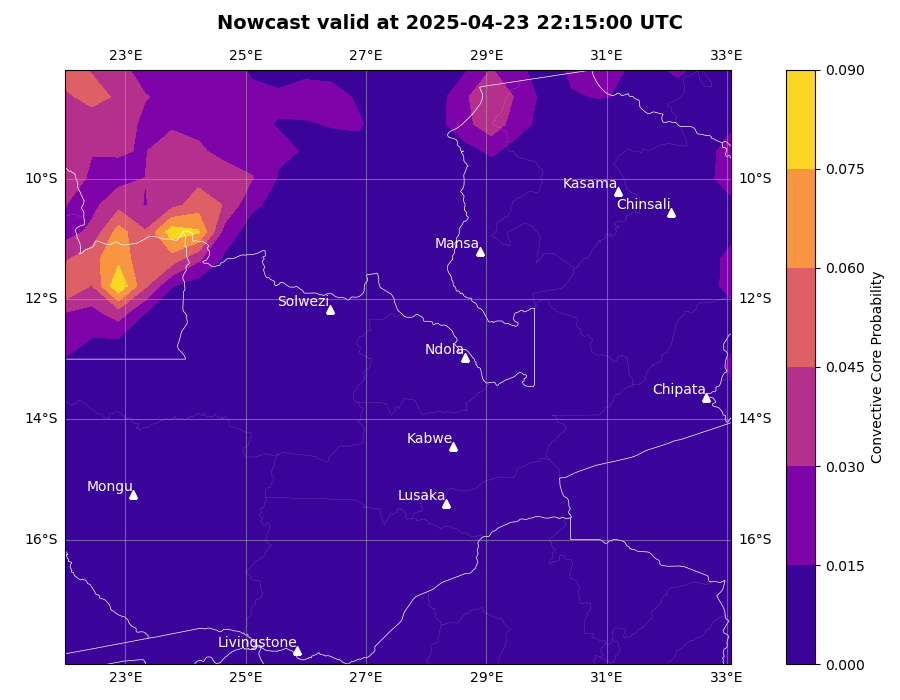 Nowcast valid at 2025-04-23 22:15:00 UTC
23°E 25°E 27°E 29°E 31°E 33°E
0.090
0.075
10°S Kasama 10°S
Chinsali
Mansa
0.060
12°S Solwezi 12°S
Ndola
0.045
Chipata
14°S 14°S
Kabwe
0.030
Mongu
Lusaka
16°S 16°S
0.015
Livingstone
0.000
23°E 25°E 27°E 29°E 31°E 33°E
Convective Core Probability